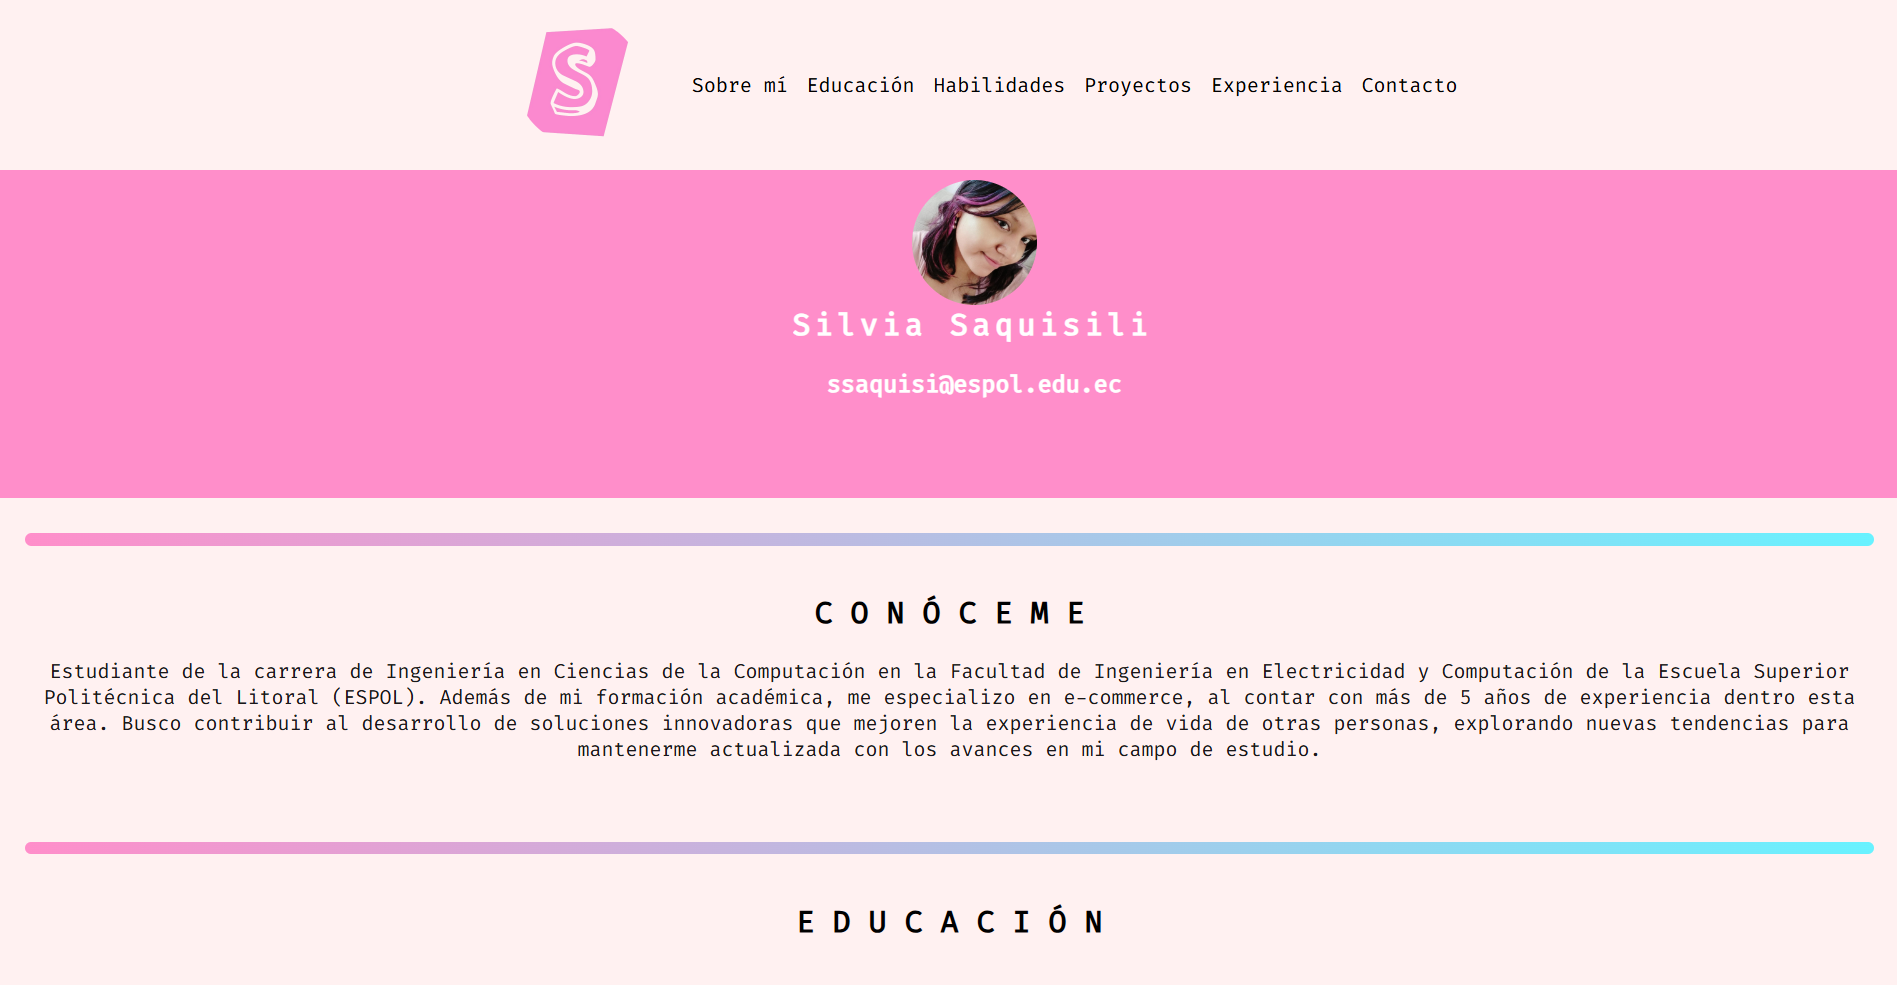 S
Sobre mí Educación Habilidades Proyectos Experiencia Contacto
Silvia Saquisili
ssaquisi@espol.edu.ec
CONÓCEME
Estudiante de la carrera de Ingeniería en Ciencias de la Computación en la Facultad de Ingeniería en Electricidad y Computación de la Escuela Superior
Politécnica del Litoral (ESPOL). Además de mi formación académica, me especializo en e-commerce, al contar con más de 5 años de experiencia dentro esta
área. Busco contribuir al desarrollo de soluciones innovadoras que mejoren la experiencia de vida de otras personas, explorando nuevas tendencias para
mantenerme actualizada con los avances en mi campo de estudio.
EDUCACIÓN